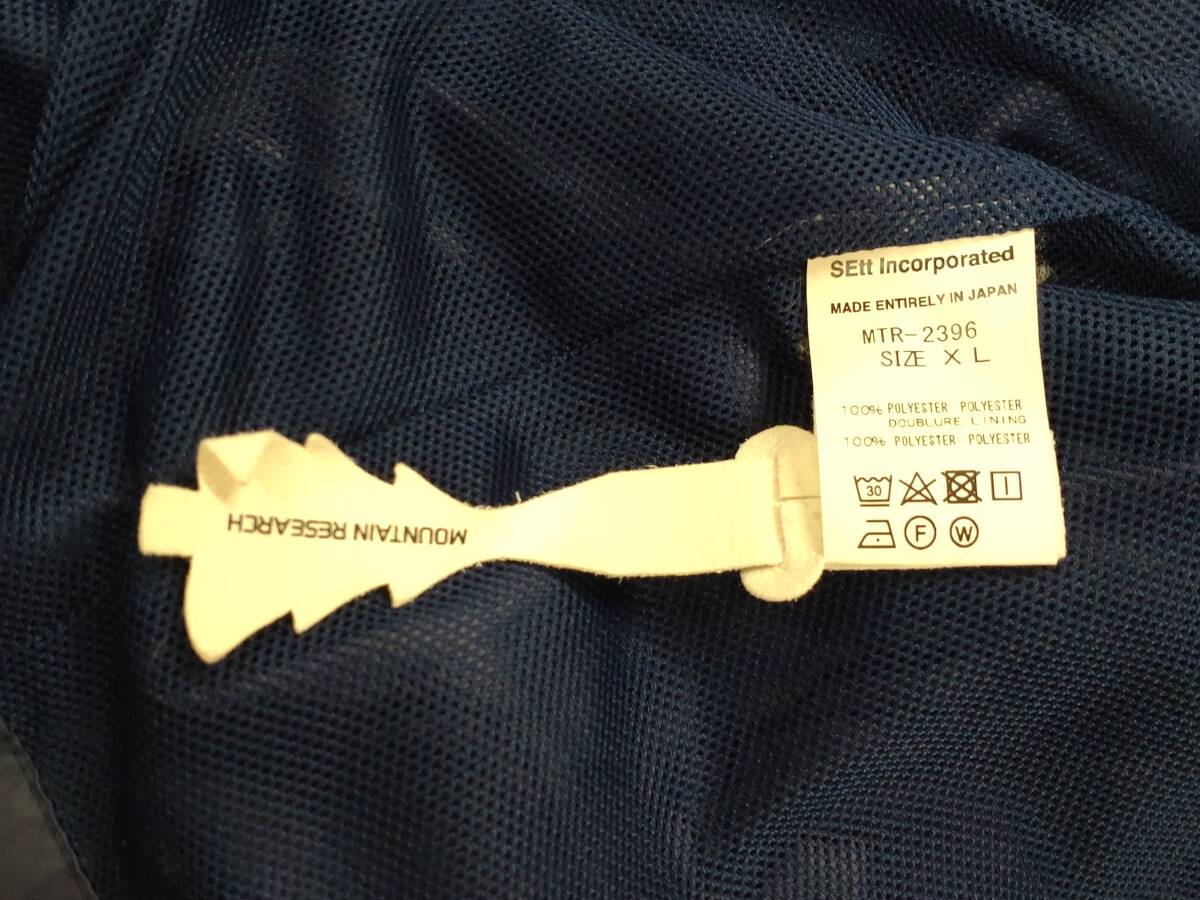 SEtt Incorporated
MADE ENTIRELY IN JAPAN
MTR-2396
SIZE XL
100% POLYESTER POLYESTER
DOUBLURE LINING
100% POLYESTER POLYESTER
30
F W
MOUNTAIN RESEARCH